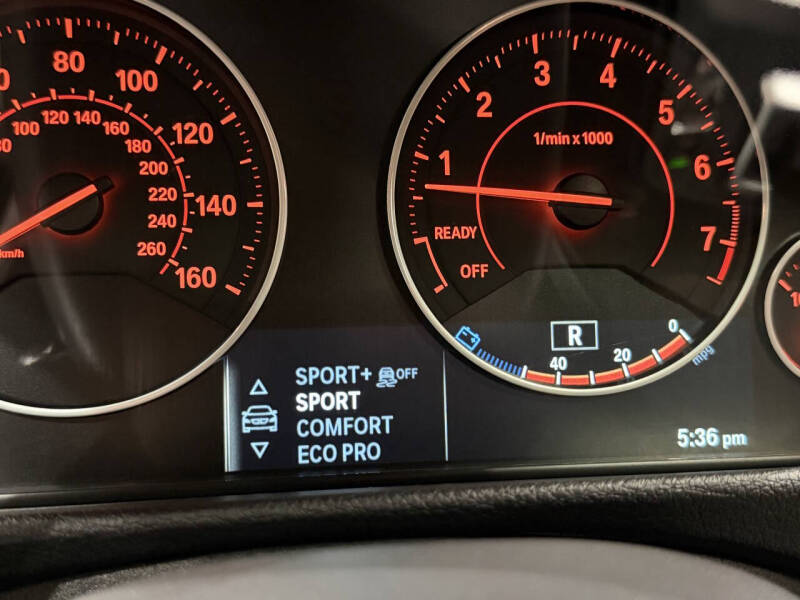 80
100
120
140
160
80
100
120
140
160
180
200
220
240
260
km/h
1
2
3
4
5
6
7
1/min x 1000
READY
OFF
R
40
20
0
mpg
SPORT+ OFF
SPORT
COMFORT
ECO PRO
5:36 pm